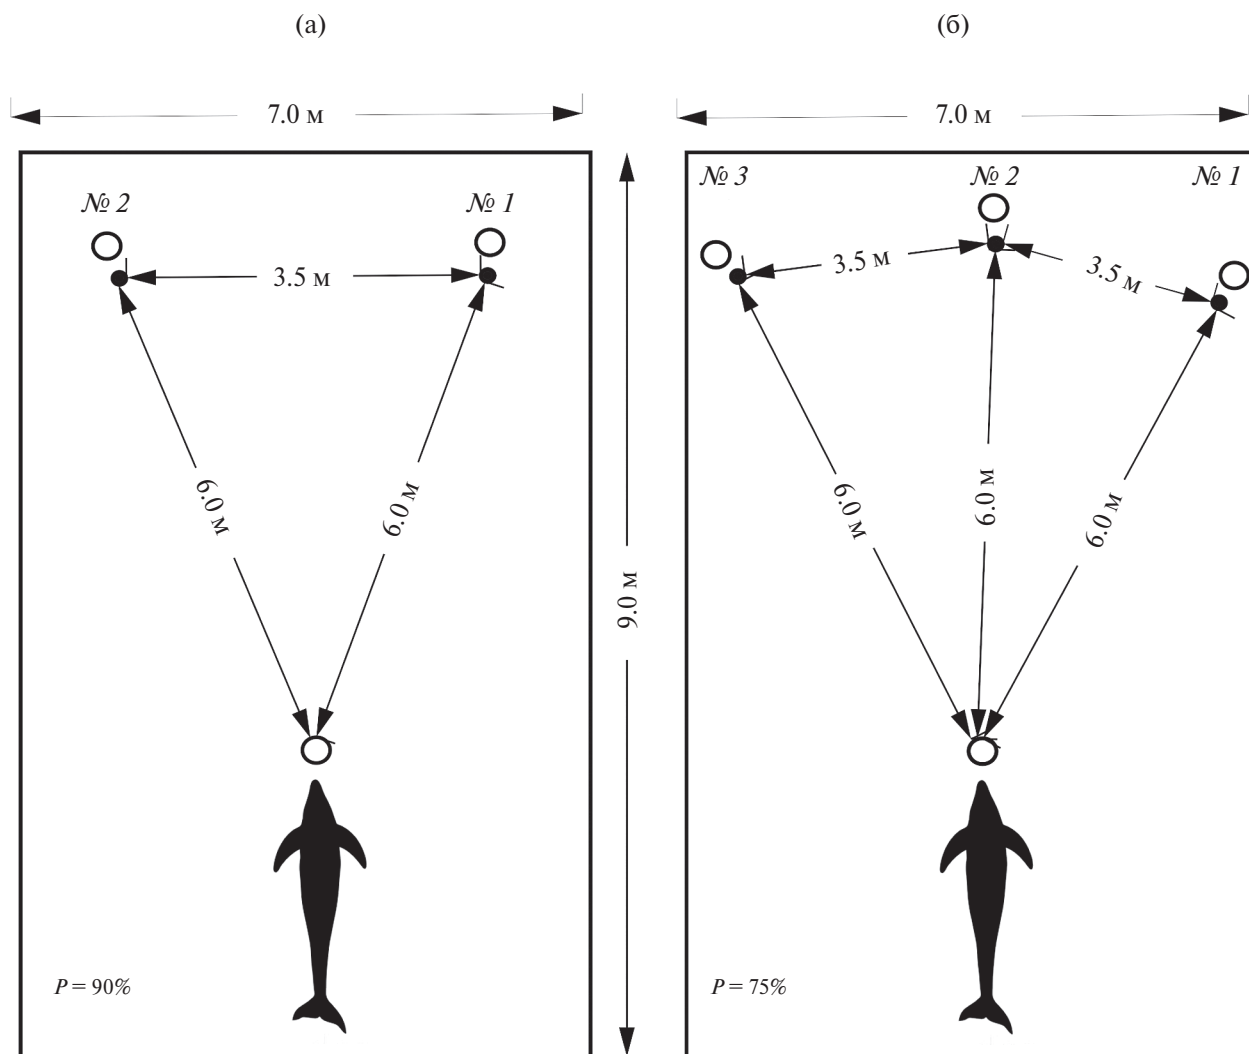 (а)
(б)
7.0 м
7.0 м
№ 2
№ 1
3.5 м
6.0 м
6.0 м
P = 90%
9.0 м
№ 3
№ 2
№ 1
3.5 м
3.5 м
6.0 м
6.0 м
6.0 м
P = 75%